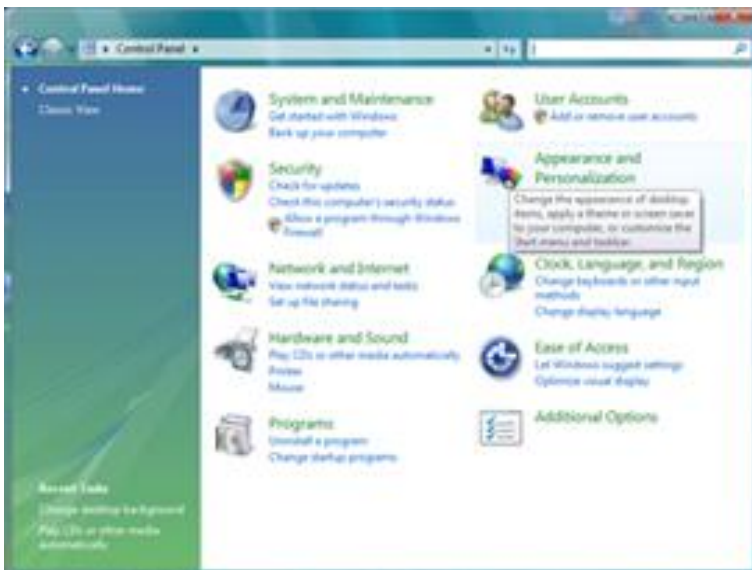 Control Panel
Control Panel Home
Classic View
System and Maintenance
Get started with Windows
Back up your computer
Security
Check for updates
Check this computer's security status
Allow a program through Windows
Firewall
Network and Internet
View network status and tasks
Set up file sharing
Hardware and Sound
Play CDs or other media automatically
Printer
Mouse
Programs
Uninstall a program
Change startup programs
User Accounts
Add or remove user accounts
Appearance and
Personalization
Change the appearance of desktop
items, apply a theme or screen saver
to your computer, or customize the
Start menu and taskbar.
Clock, Language, and Region
Change keyboards or other input
methods
Change display language
Ease of Access
Let Windows suggest settings
Optimize visual display
Additional Options
Recent Tasks
Change desktop background
Play CDs or other media
automatically